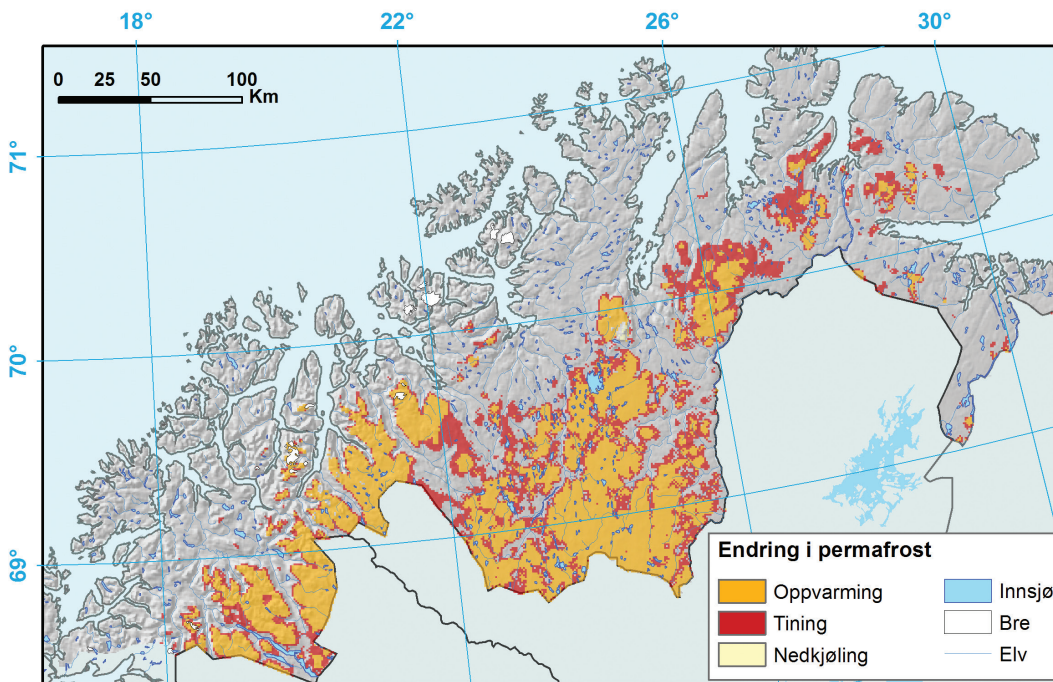 18° 22° 26° 30°
0 25 50 100
Km
71°
70°
69°
Endring i permafrost
Oppvarming
Tining
Nedkjøling
Innsjø
Bre
Elv